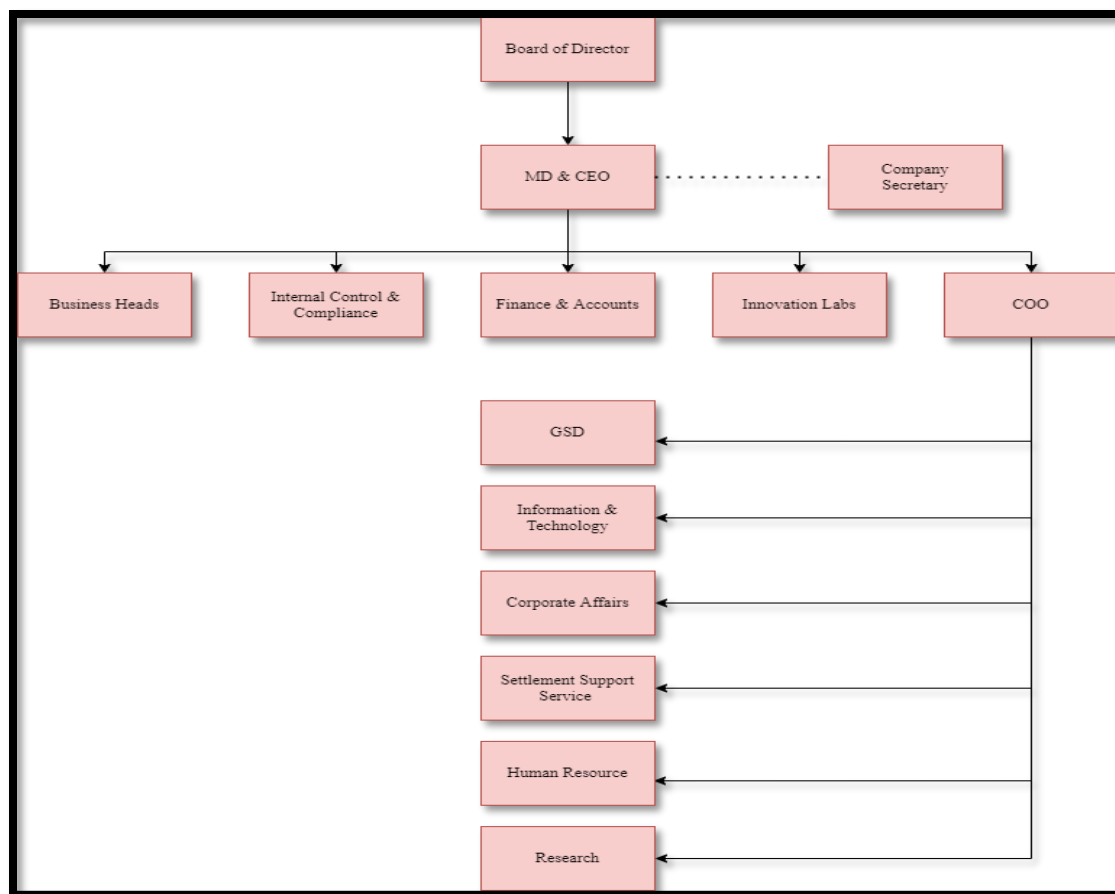 Board of Director
MD & CEO
Company
Secretary
Business Heads
Internal Control &
Compliance
Finance & Accounts
Innovation Labs
COO
GSD
Information &
Technology
Corporate Affairs
Settlement Support
Service
Human Resource
Research